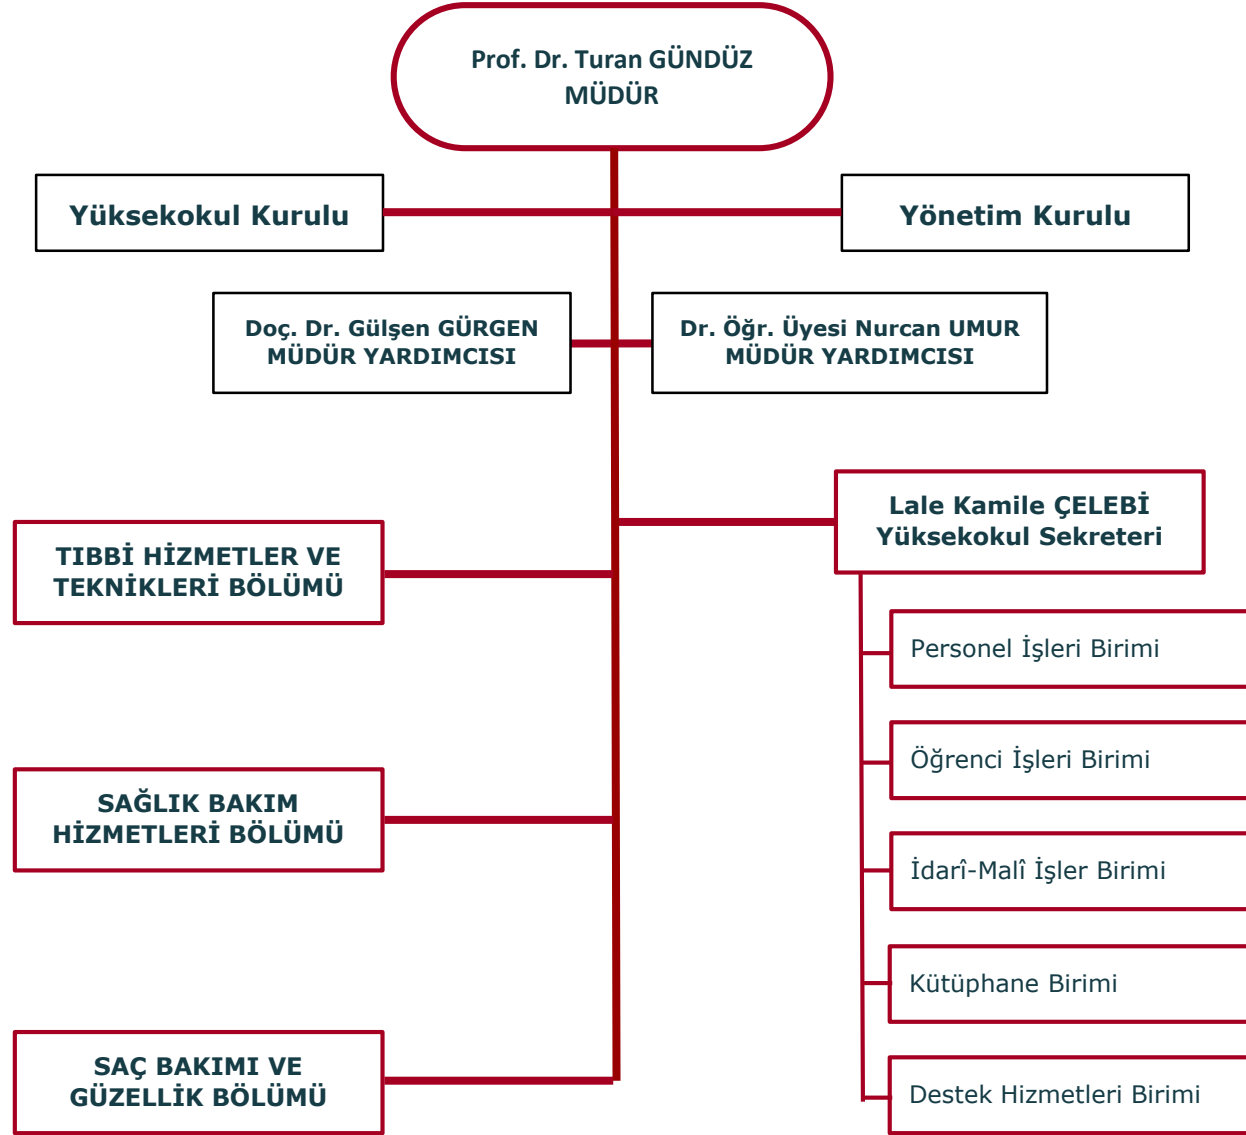 Prof. Dr. Turan GÜNDÜZ
MÜDÜR
Yüksekokul Kurulu
Yönetim Kurulu
Doç. Dr. Gülşen GÜRGEN
MÜDÜR YARDIMCISI
Dr. Öğr. Üyesi Nurcan UMUR
MÜDÜR YARDIMCISI
Lale Kamile ÇELEBİ
Yüksekokul Sekreteri
TIBBİ HİZMETLER VE
TEKNİKLERİ BÖLÜMÜ
Personel İşleri Birimi
Öğrenci İşleri Birimi
SAĞLIK BAKIM
HİZMETLERİ BÖLÜMÜ
İdarî-Malî İşler Birimi
Kütüphane Birimi
SAÇ BAKIMI VE
GÜZELLİK BÖLÜMÜ
Destek Hizmetleri Birimi